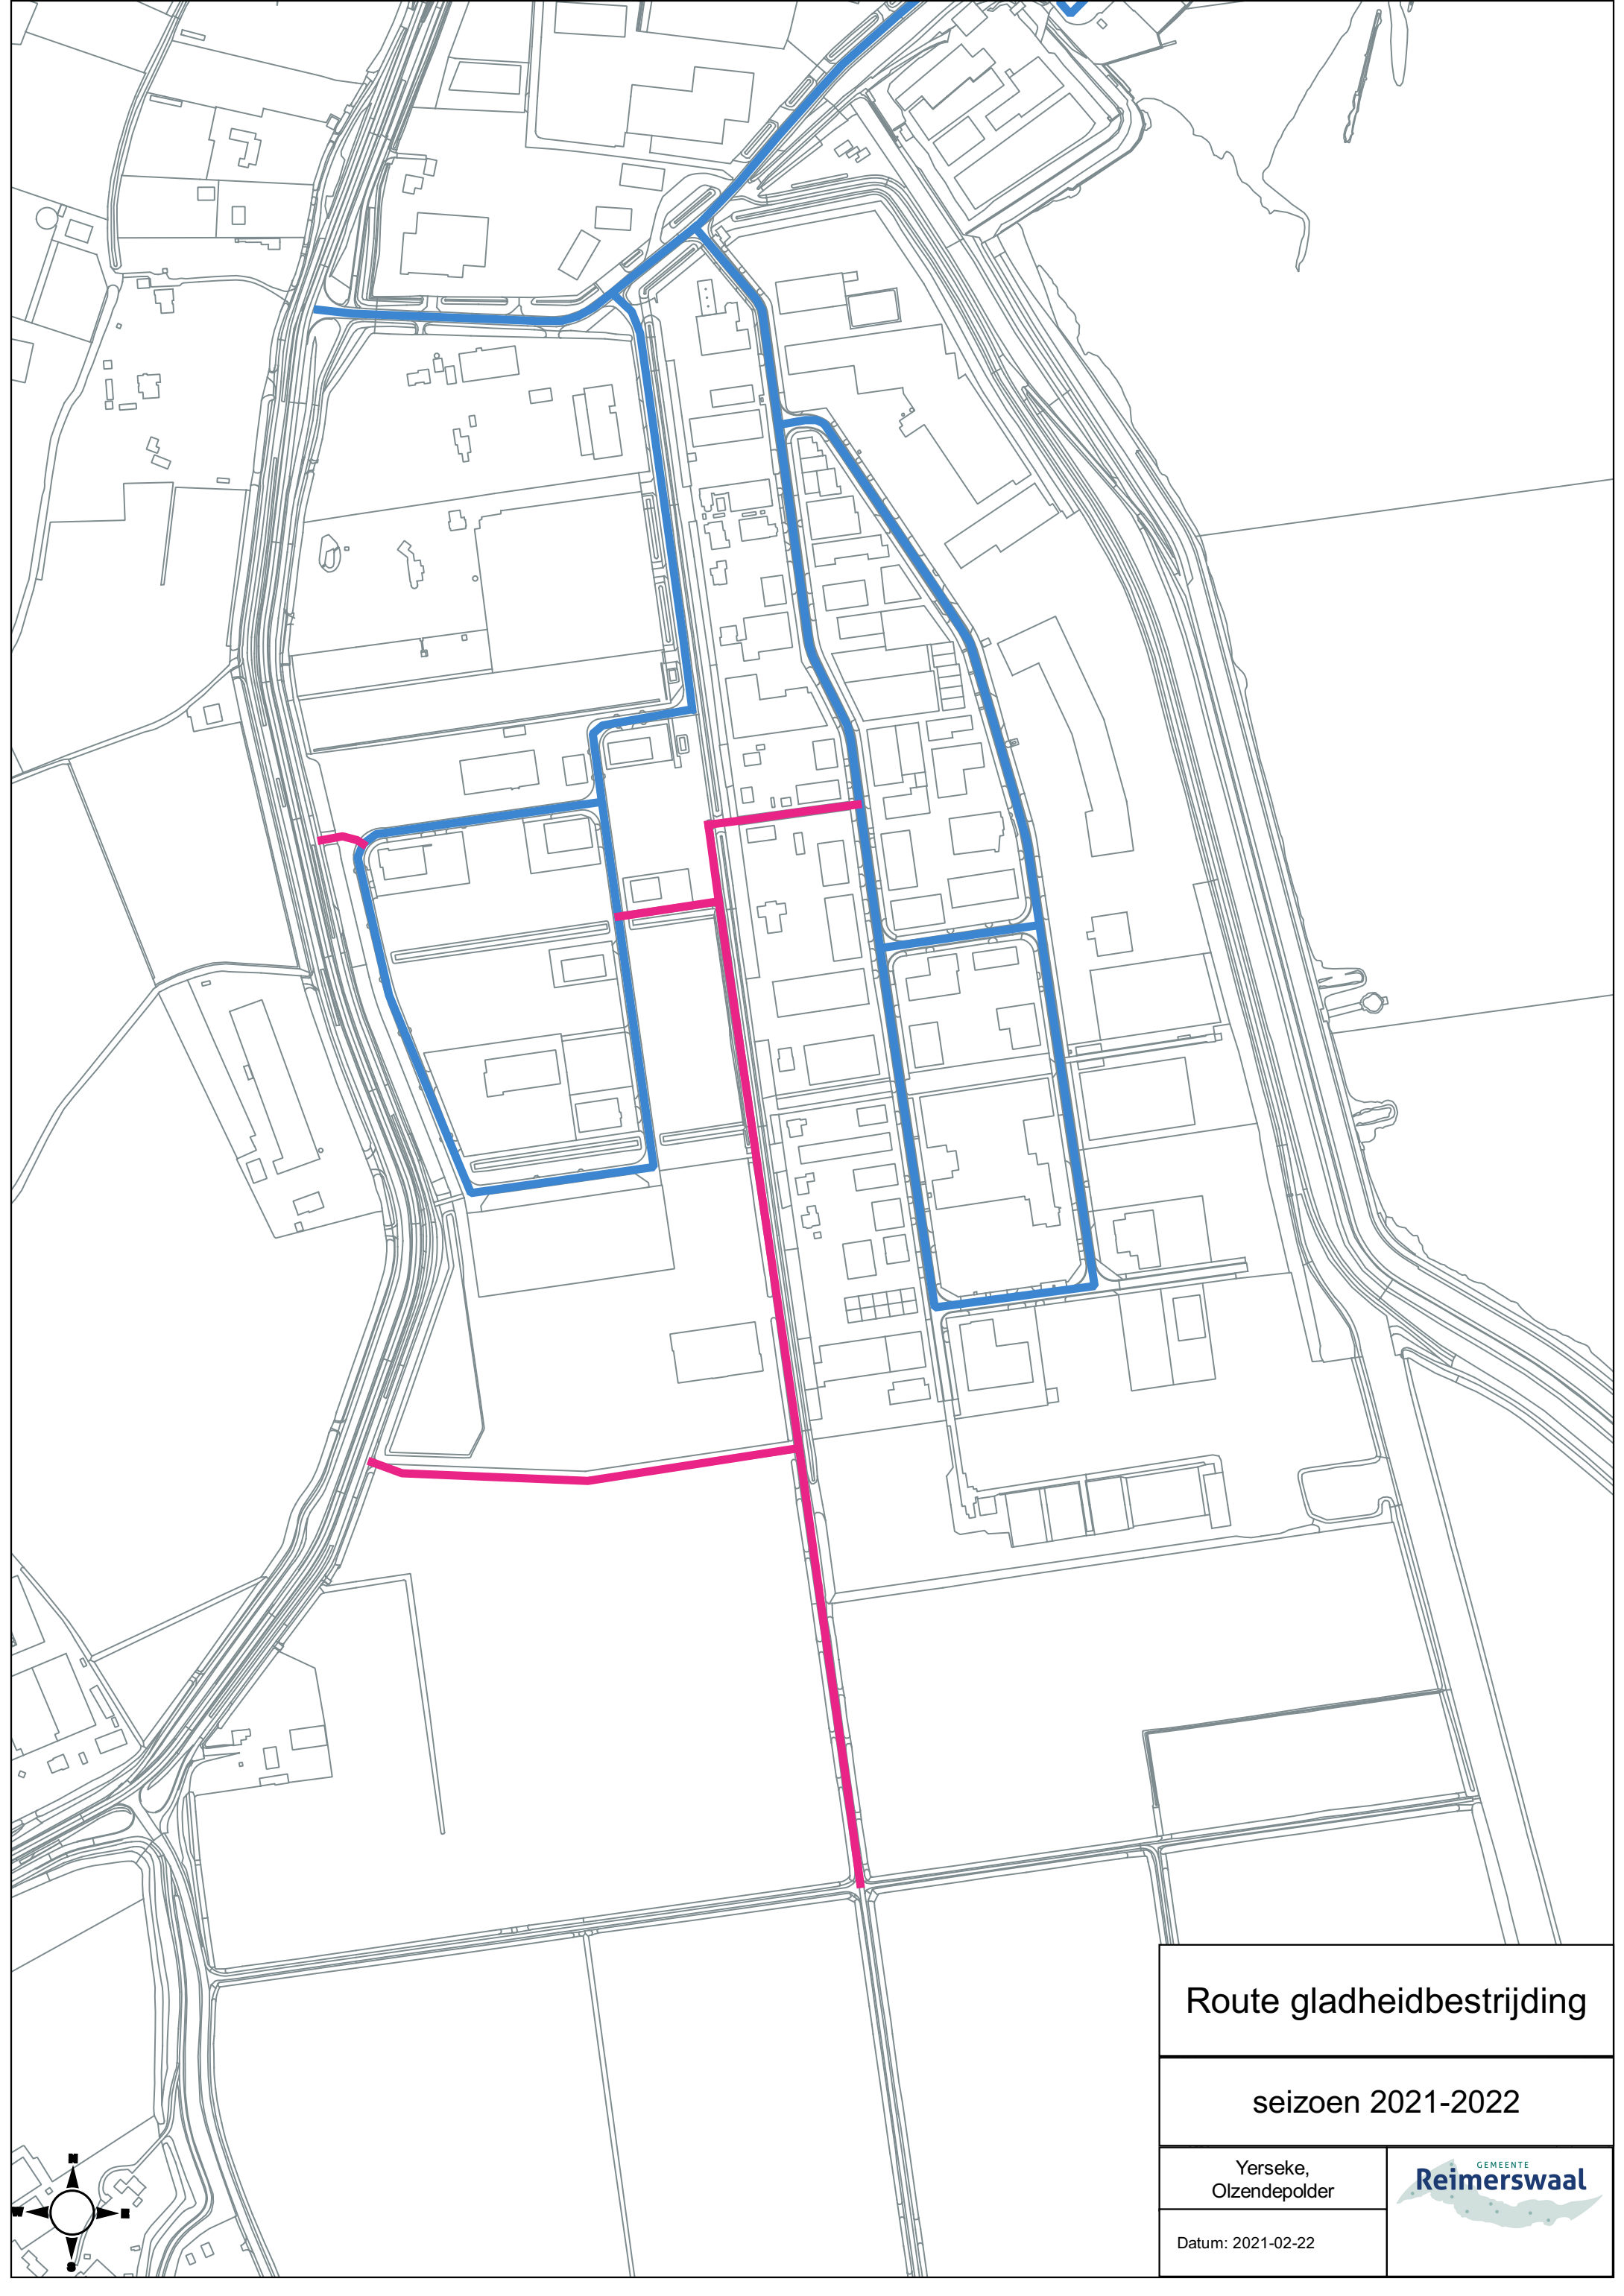 Route gladheidbestrijding
seizoen 2021-2022
Yerseke,
Olzendepolder
Datum: 2021-02-22
GEMEENTE
Reimerswaal
N
W
E
S